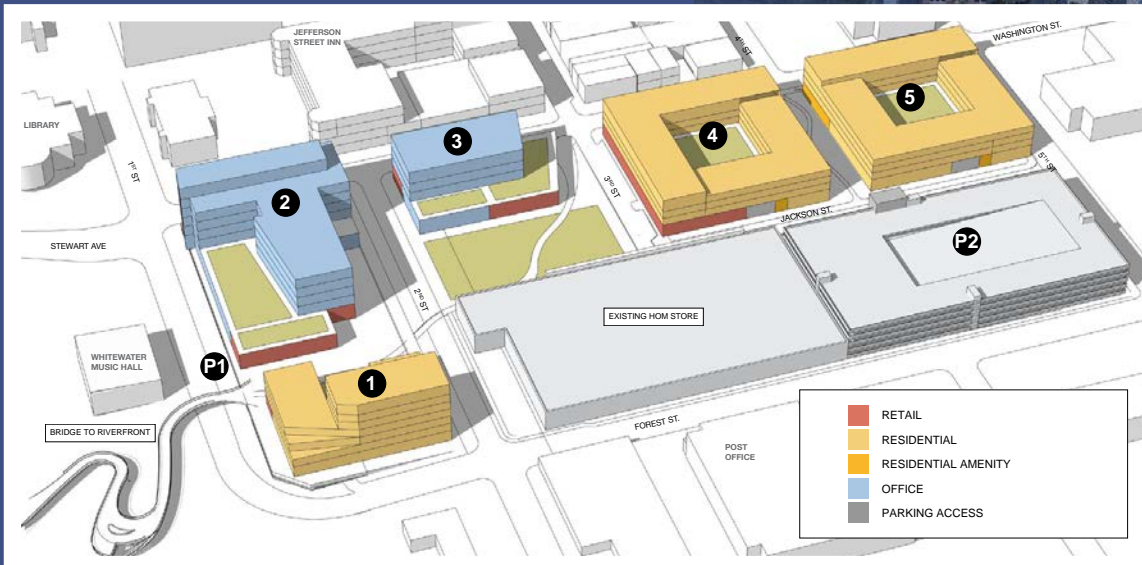 JEFFERSON
STREET INN
WASHINGTON ST.
4TH ST
LIBRARY
1ST ST
5
3
4
5TH ST
3RD ST
2
JACKSON ST.
STEWART AVE
P2
2ND ST
EXISTING HOM STORE
WHITEWATER
MUSIC HALL
P1
1
FOREST ST.
BRIDGE TO RIVERFRONT
POST
OFFICE
RETAIL
RESIDENTIAL
RESIDENTIAL AMENITY
OFFICE
PARKING ACCESS